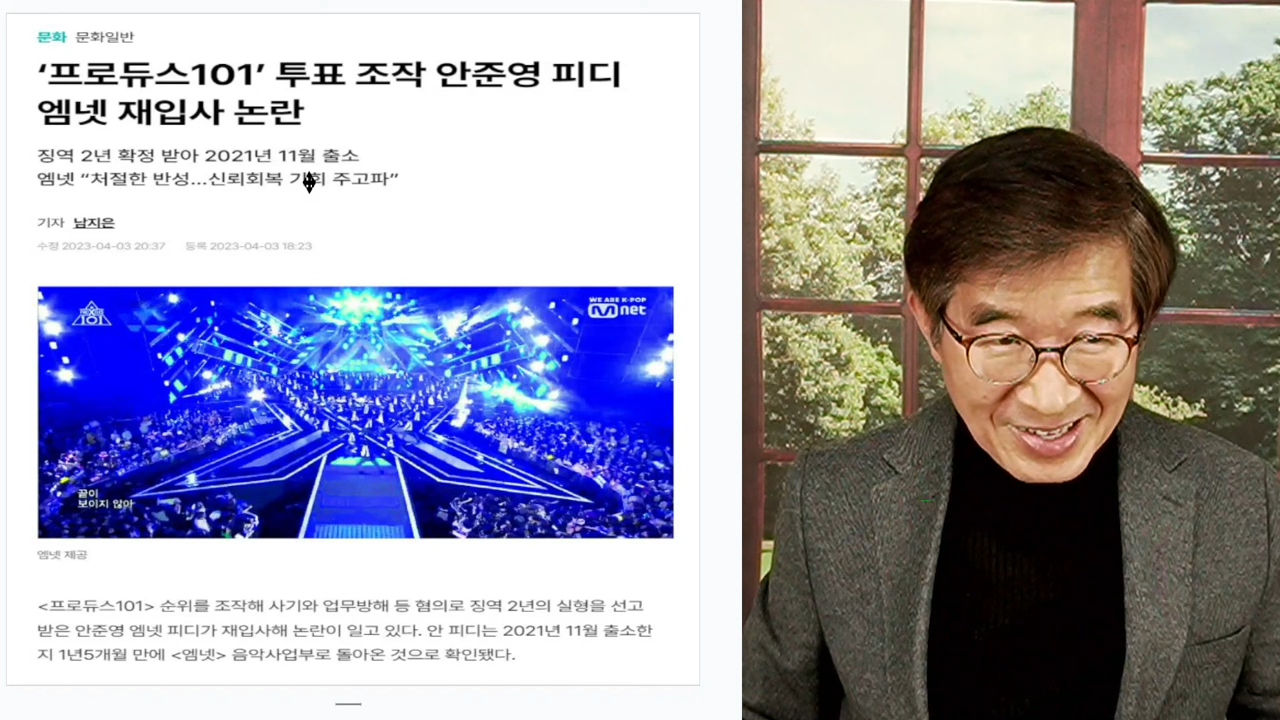 문화 문화일반
‘프로듀스101’ 투표 조작 안준영 피디
엠넷 재입사 논란
징역 2년 확정 받아 2021년 11월 출소
엠넷 “처절한 반성…신뢰회복 기회 주고파”
기자 남지은
수정 2023-04-03 20:37 등록 2023-04-03 18:23
101
WE ARE K-POP
Mnet
끝이
보이지 않아
엠넷 제공
<프로듀스101> 순위를 조작해 사기와 업무방해 등 혐의로 징역 2년의 실형을 선고
받은 안준영 엠넷 피디가 재입사해 논란이 일고 있다. 안 피디는 2021년 11월 출소한
지 1년5개월 만에 <엠넷> 음악사업부로 돌아온 것으로 확인됐다.